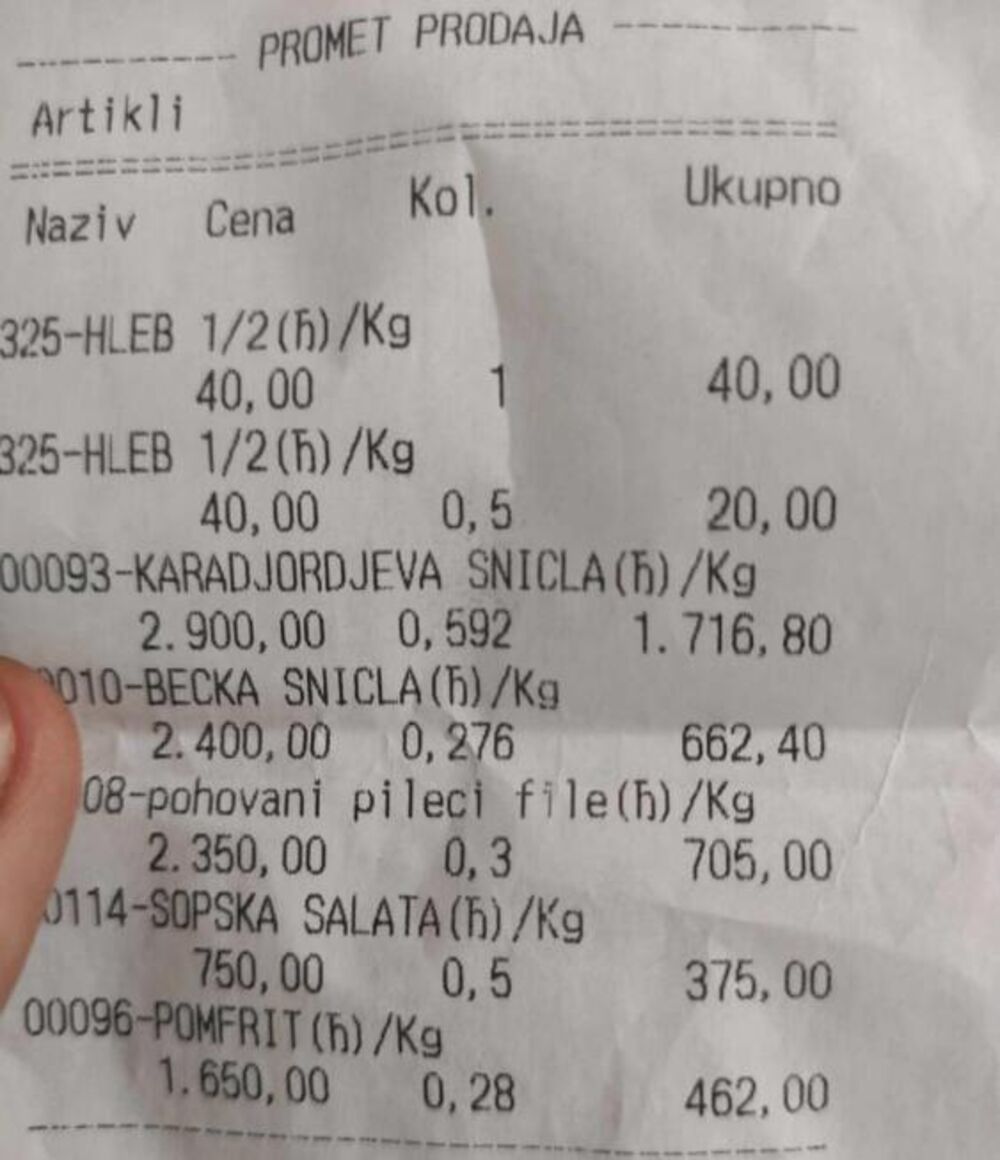 ------------ PROMET PRODAJA -------------
Artikli
========================================
Naziv Cena Kol. Ukupno
325-HLEB 1/2(ħ)/Kg
40,00 1 40,00
325-HLEB 1/2(ħ)/Kg
40,00 0,5 20,00
00093-KARADJORDJEVA SNICLA(ħ)/Kg
2.900,00 0,592 1.716,80
0010-BECKA SNICLA(ħ)/Kg
2.400,00 0,276 662,40
08-pohovani pileci file(ħ)/Kg
2.350,00 0,3 705,00
0114-SOPSKA SALATA(ħ)/Kg
750,00 0,5 375,00
00096-POMFRIT(ħ)/Kg
1.650,00 0,28 462,00
----------------------------------------